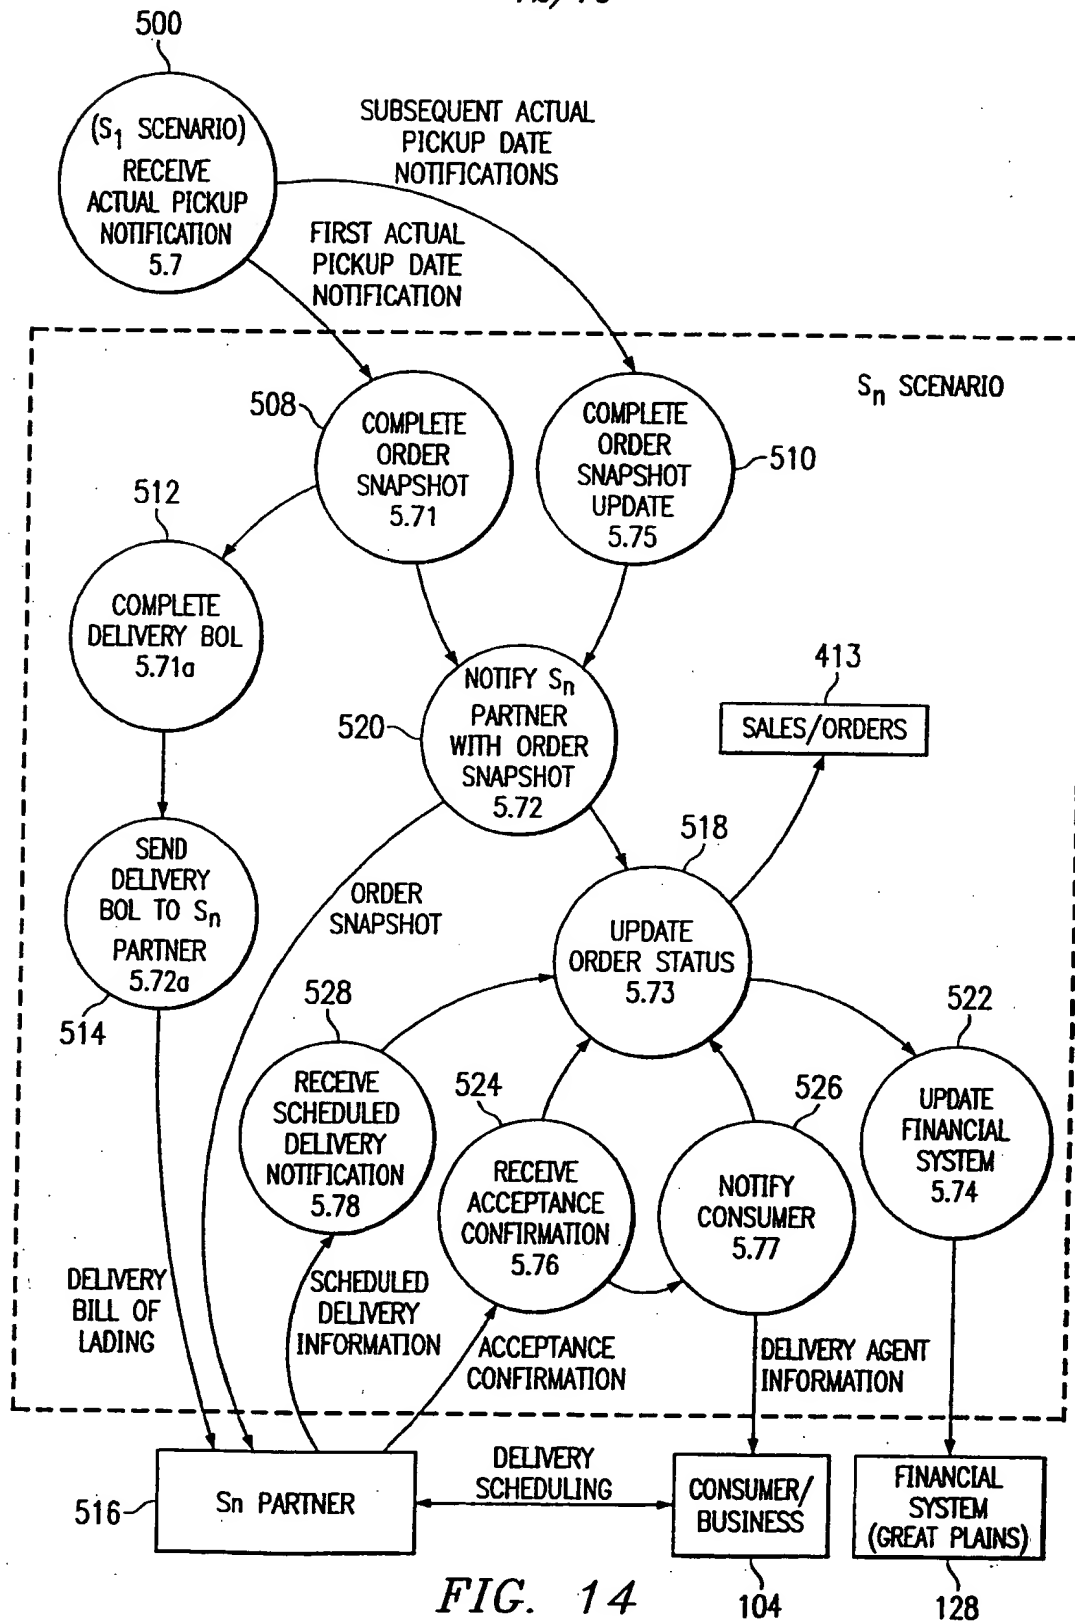 500
(S1 SCENARIO)
RECEIVE
ACTUAL PICKUP
NOTIFICATION
5.7
SUBSEQUENT ACTUAL
PICKUP DATE
NOTIFICATIONS
FIRST ACTUAL
PICKUP DATE
NOTIFICATION
Sn SCENARIO
508
COMPLETE
ORDER
SNAPSHOT
5.71
COMPLETE
ORDER
SNAPSHOT
UPDATE
5.75
510
512
COMPLETE
DELIVERY BOL
5.71a
520
NOTIFY Sn
PARTNER
WITH ORDER
SNAPSHOT
5.72
413
SALES/ORDERS
SEND
DELIVERY
BOL TO Sn
PARTNER
5.72a
514
ORDER
SNAPSHOT
518
UPDATE
ORDER STATUS
5.73
528
RECEIVE
SCHEDULED
DELIVERY
NOTIFICATION
5.78
524
RECEIVE
ACCEPTANCE
CONFIRMATION
5.76
526
NOTIFY
CONSUMER
5.77
522
UPDATE
FINANCIAL
SYSTEM
5.74
DELIVERY
BILL OF
LADING
SCHEDULED
DELIVERY
INFORMATION
ACCEPTANCE
CONFIRMATION
DELIVERY AGENT
INFORMATION
516
Sn PARTNER
DELIVERY
SCHEDULING
CONSUMER/
BUSINESS
104
FINANCIAL
SYSTEM
(GREAT PLAINS)
128
FIG. 14